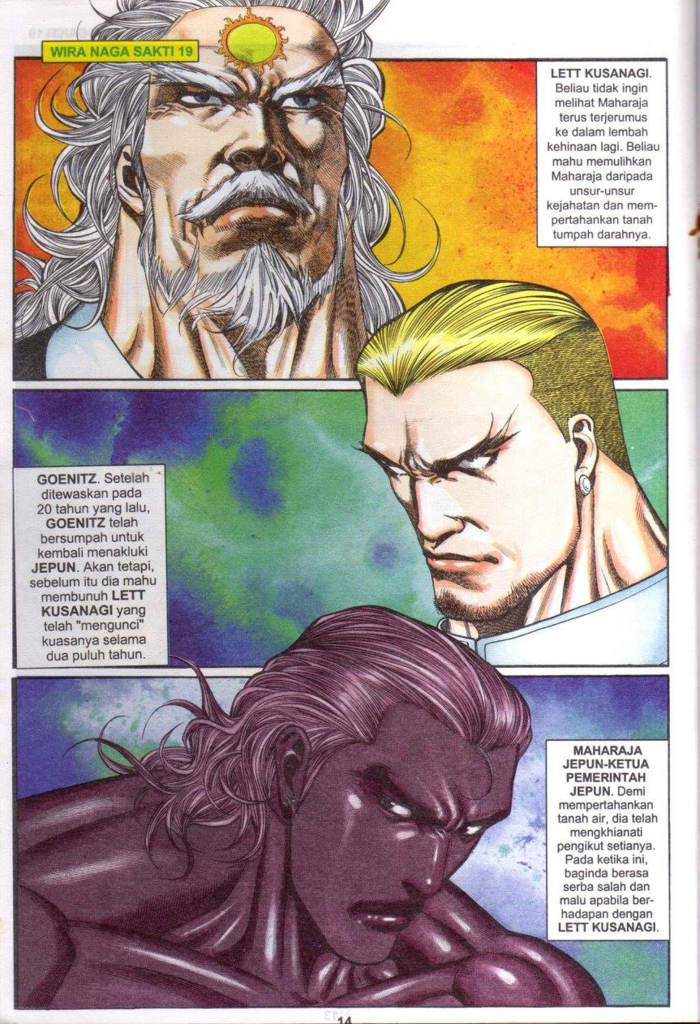 WIRA NAGA SAKTI 19
LETT KUSANAGI.
Beliau tidak ingin
melihat Maharaja
terus terjerumus
ke dalam lembah
kehinaan lagi. Beliau
mahu memulihkan
Maharaja daripada
unsur-unsur
kejahatan dan mem-
pertahankan tanah
tumpah darahnya.
GOENITZ. Setelah
ditewaskan pada
20 tahun yang lalu,
GOENITZ telah
bersumpah untuk
kembali menakluki
JEPUN. Akan tetapi,
sebelum itu dia mahu
membunuh LETT
KUSANAGI yang
telah "mengunci"
kuasanya selama
dua puluh tahun.
MAHARAJA
JEPUN-KETUA
PEMERINTAH
JEPUN. Demi
mempertahankan
tanah air, dia telah
mengkhianati
pengikut setianya.
Pada ketika ini,
baginda berasa
serba salah dan
malu apabila ber-
hadapan dengan
LETT KUSANAGI.
14